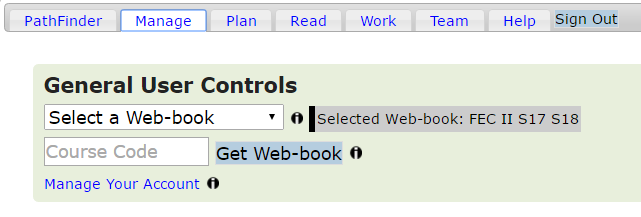 PathFinder Manage Plan Read Work Team Help Sign Out
General User Controls
Select a Web-book Selected Web-book: FEC II S17 S18
Course Code Get Web-book
Manage Your Account